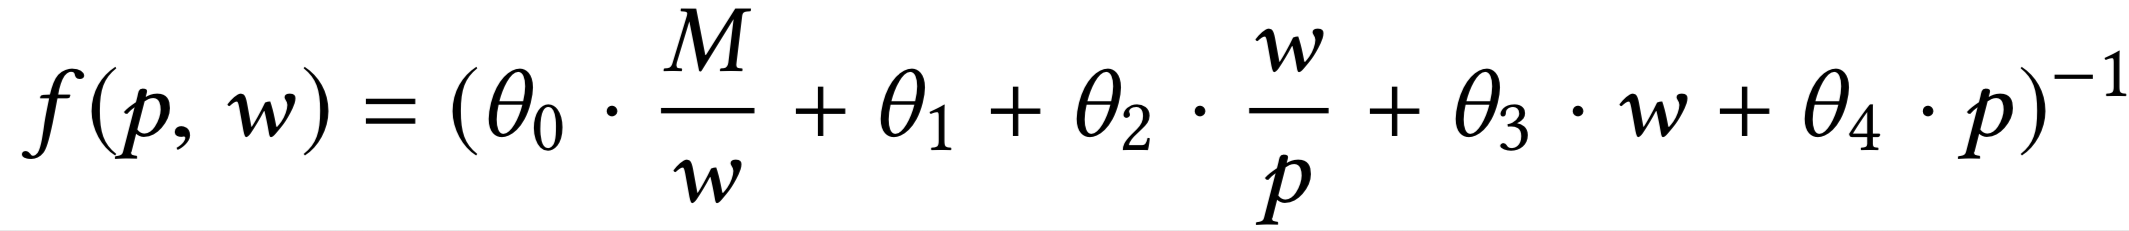 f(p, w) = (θ₀ · M/w + θ₁ + θ₂ · w/p + θ₃ · w + θ₄ · p)⁻¹